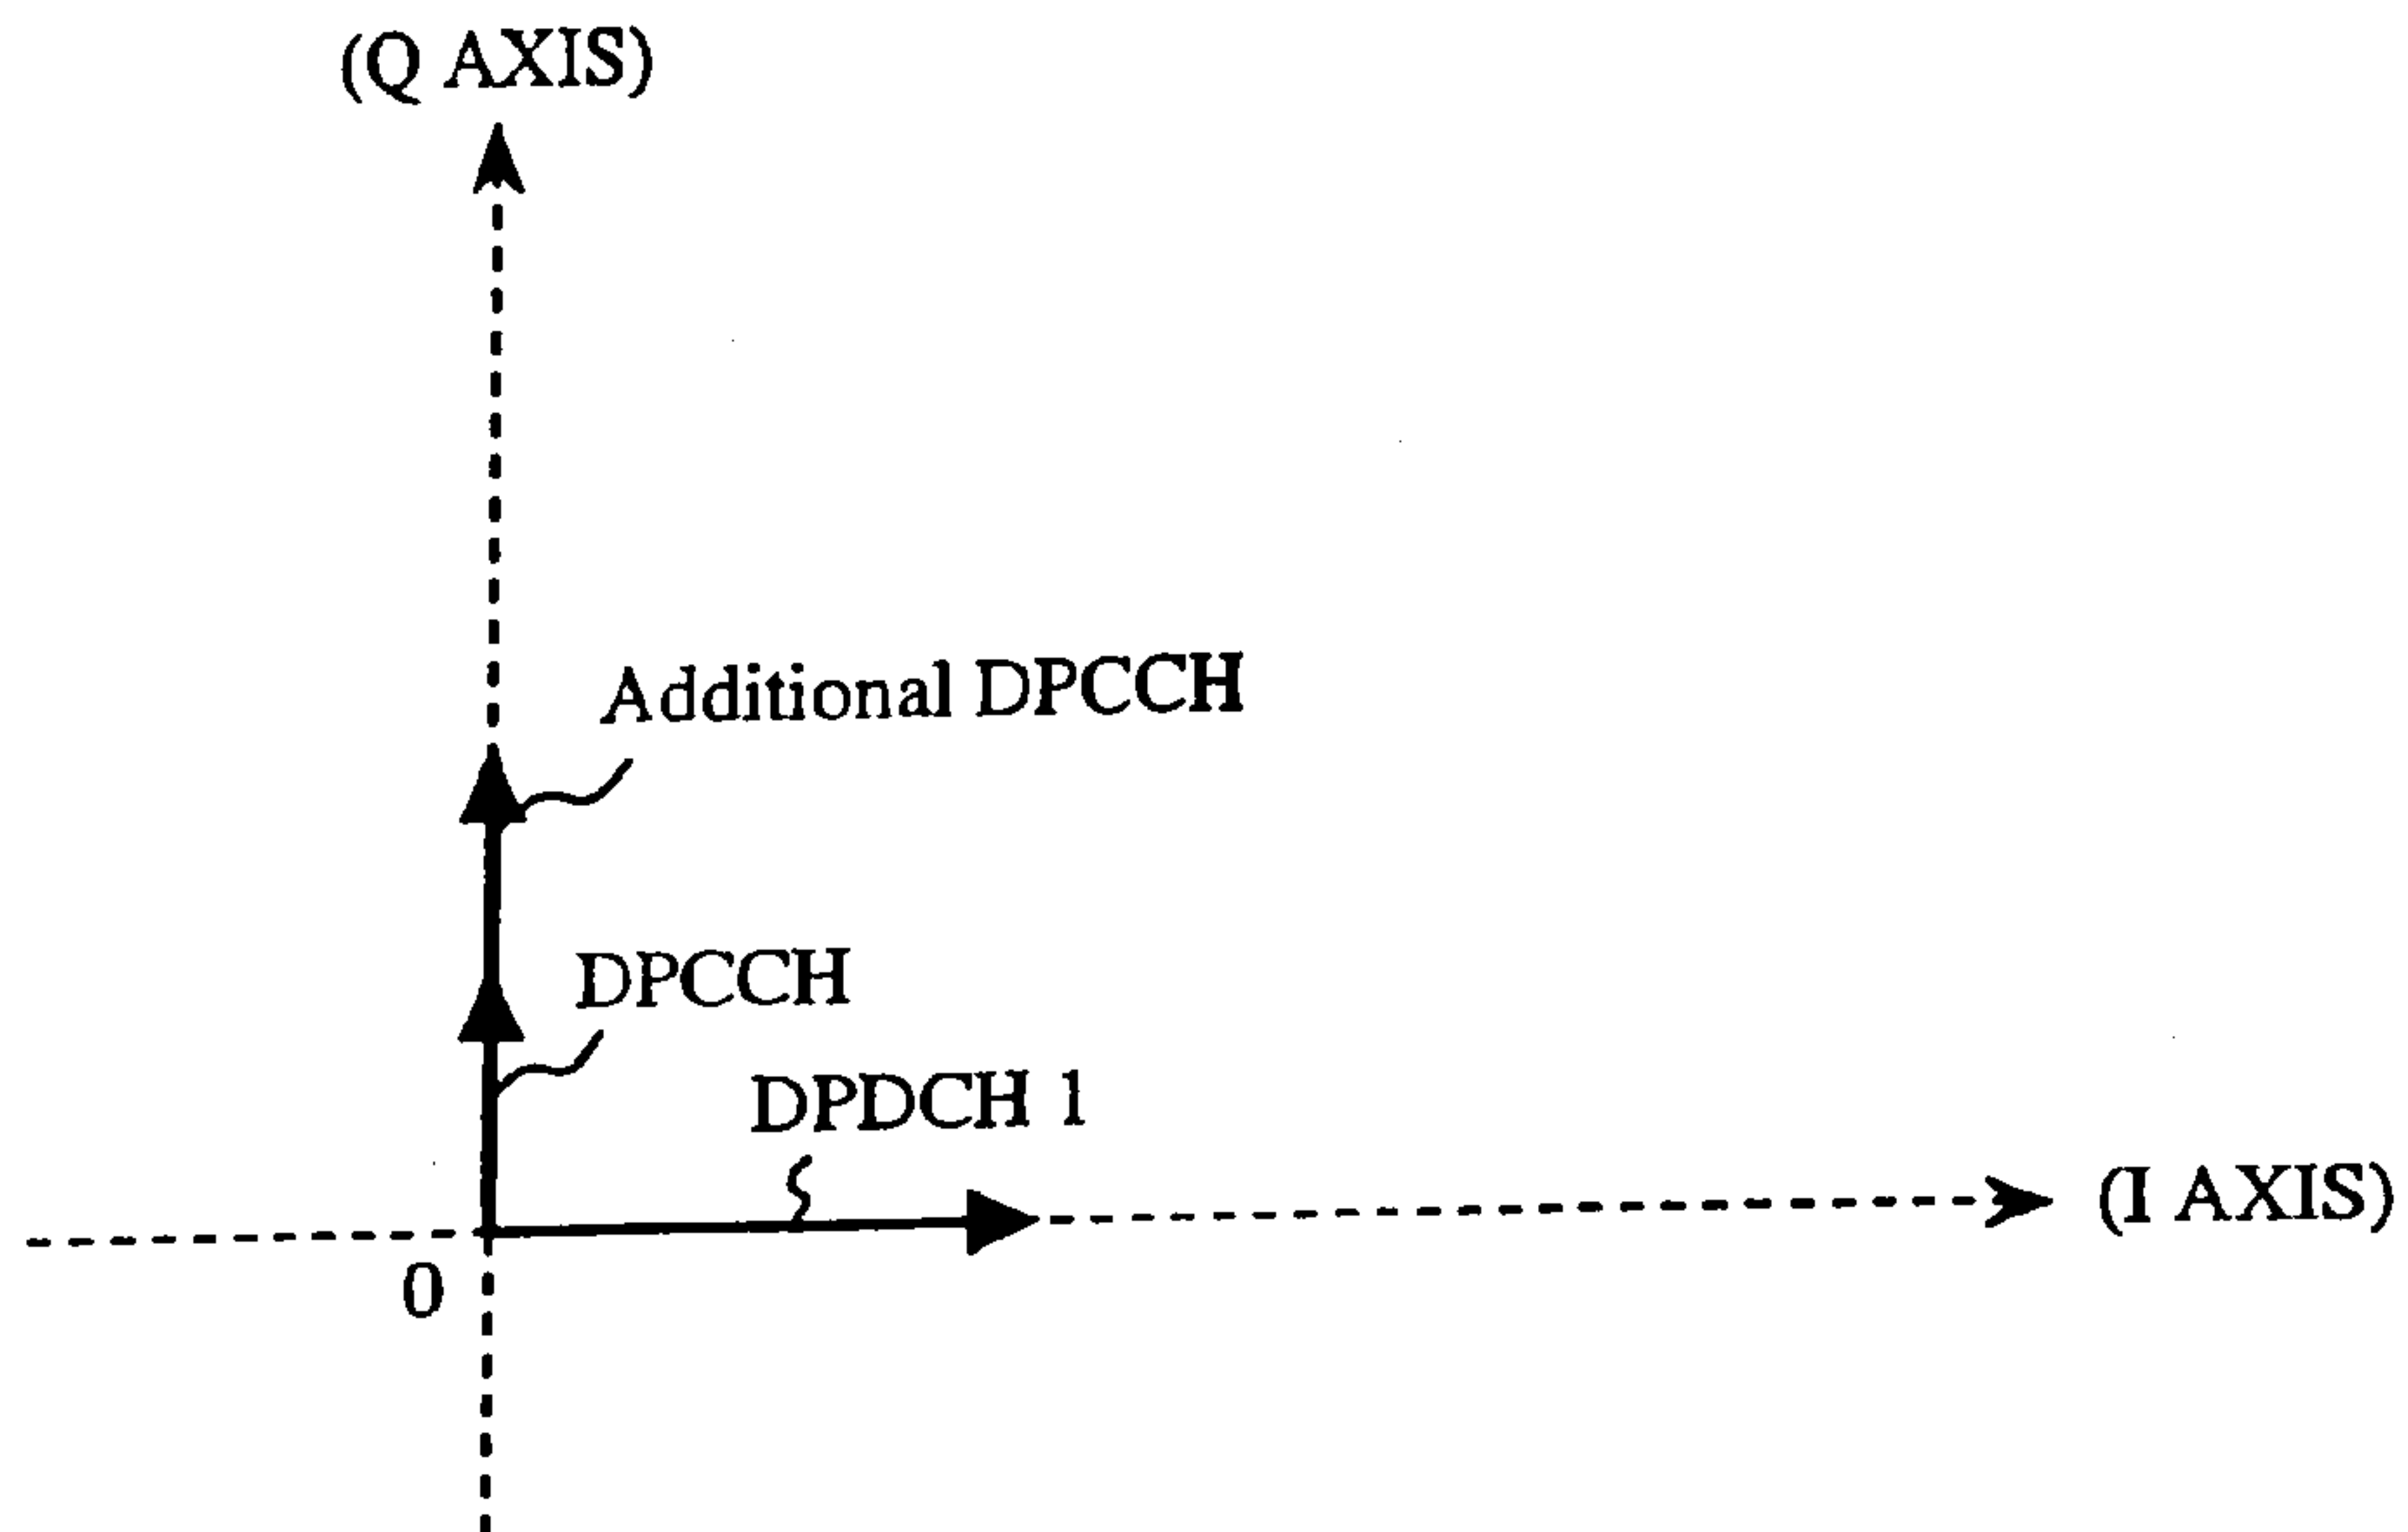 (Q AXIS)
Additional DPCCH
DPCCH
DPDCH 1
(I AXIS)
0